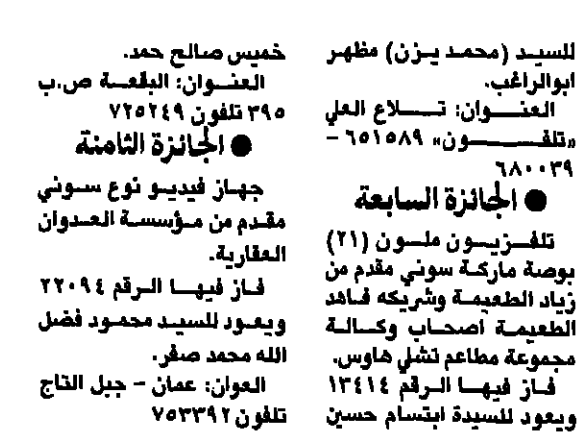 للسيد (محمد يزن) مظهر
ابوالراغب.
العنوان: تلاع العلي
«تلفون» ٦٥١٥٨٩ –
٦٨٠٠٣٩
● الجائزة السابعة
تلفزيون ملون (٢١)
بوصة ماركة سوني مقدم من
زياد الطعيمة وشريكه فاهد
الطعيمة اصحاب وكالة
مجموعة مطاعم تشلي هاوس.
فاز فيها الرقم ١٣٤١٤
ويعود للسيدة ابتسام حسين
خميس صالح حمد.
العنوان: البقعة ص.ب
٣٩٥ تلفون ٧٢٥٢٤٩
● الجائزة الثامنة
جهاز فيديو نوع سوني
مقدم من مؤسسة العدوان
العقارية.
فاز فيها الرقم ٢٢٠٩٤
ويعود للسيد محمود فضل
الله محمد صقر.
العوان: عمان – جبل التاج
تلفون ٧٥٣٣٩٢